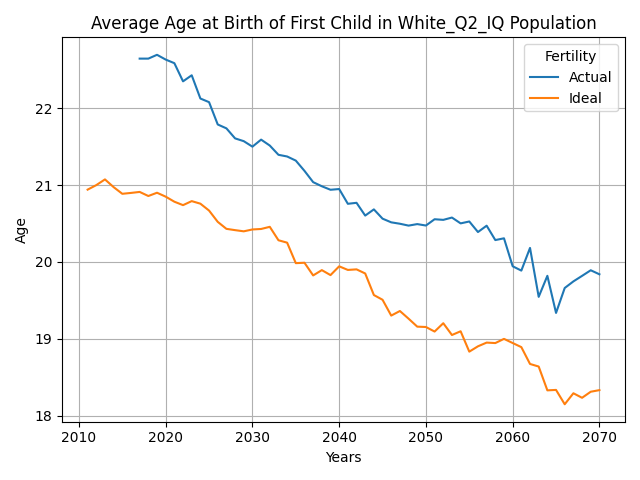 Average Age at Birth of First Child in White_Q2_IQ Population
Fertility
Actual
Ideal
Age
22
21
20
19
18
2010 2020 2030 2040 2050 2060 2070
Years